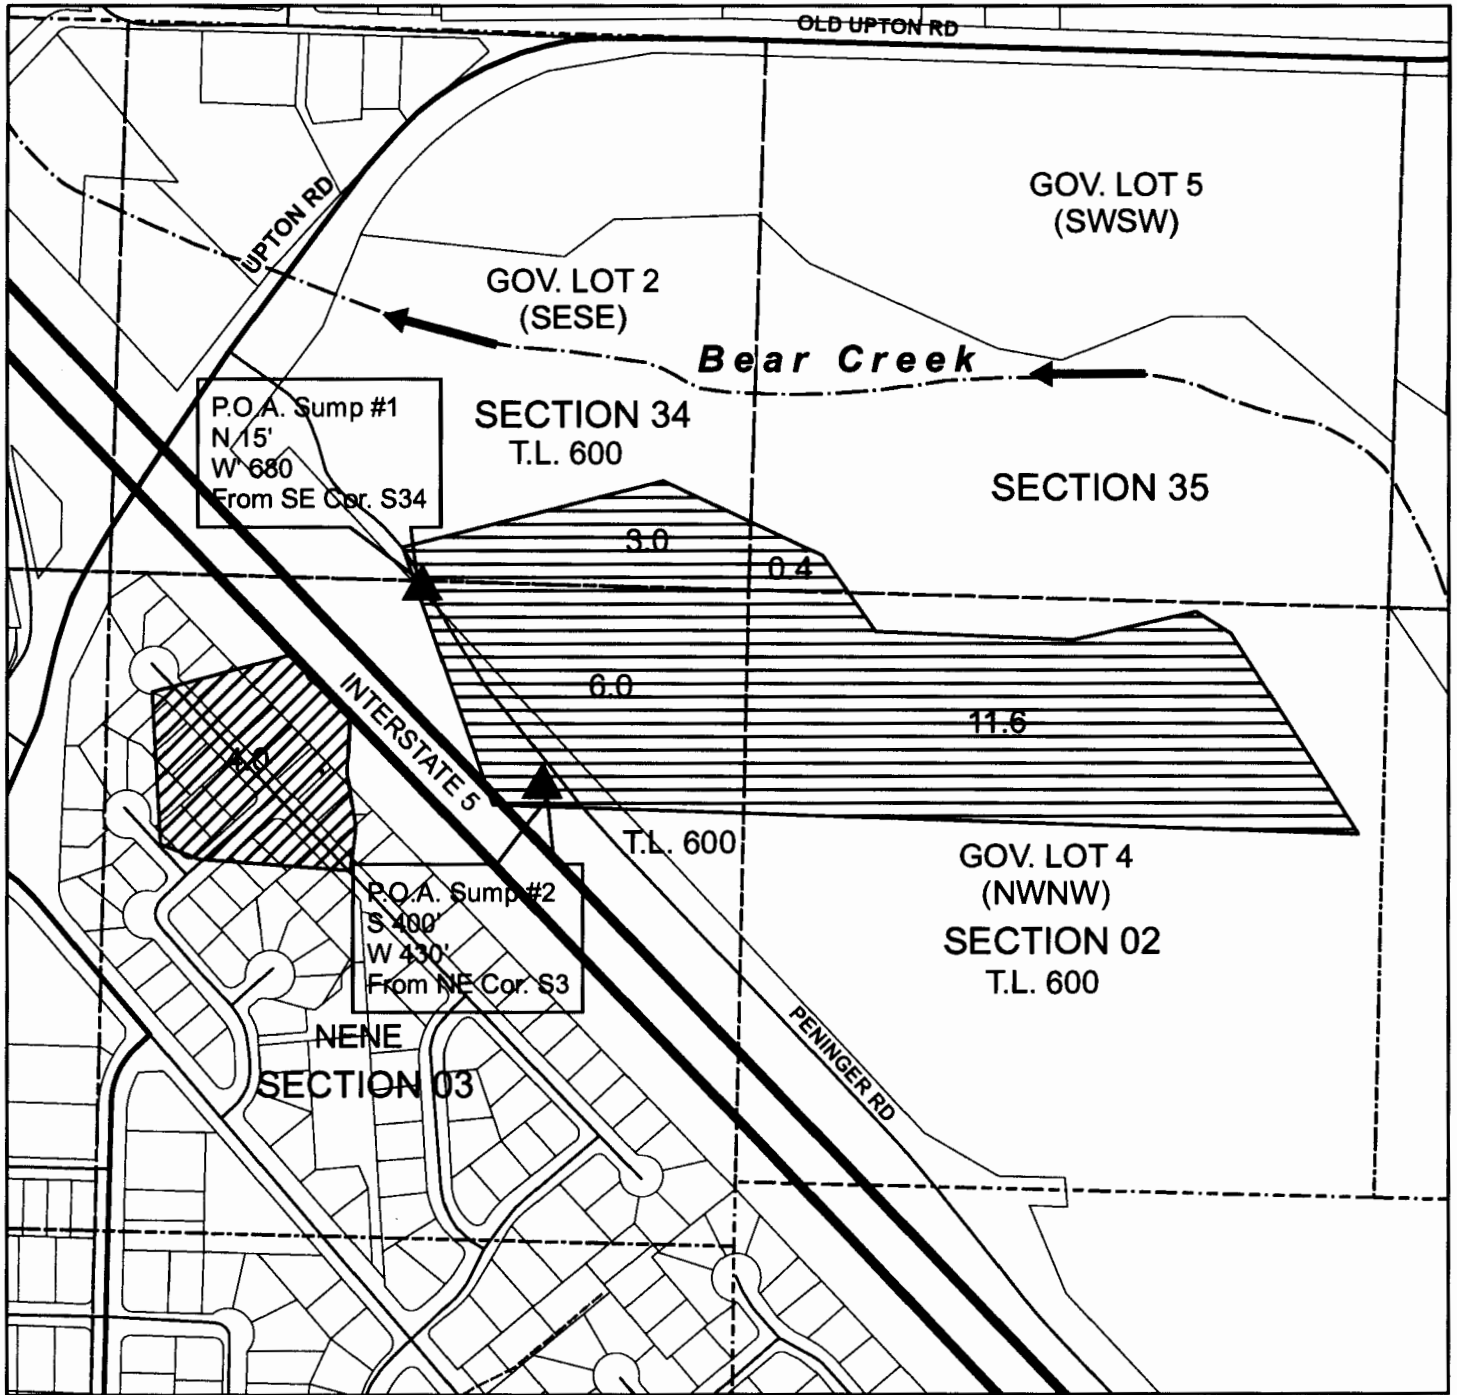 OLD UPTON RD
GOV. LOT 5
(SWSW)
UPTON RD
GOV. LOT 2
(SESE)
Bear Creek
P.O.A. Sump #1
N 15'
W' 680
From SE Cor. S34
SECTION 34
T.L. 600
SECTION 35
3.0
0.4
6.0
11.6
INTERSTATE 5
4.0
T.L. 600
GOV. LOT 4
(NWNW)
SECTION 02
T.L. 600
P.O.A. Sump #2
S 400'
W 430'
From NE Cor. S3
PENINGER RD
NENE
SECTION 03